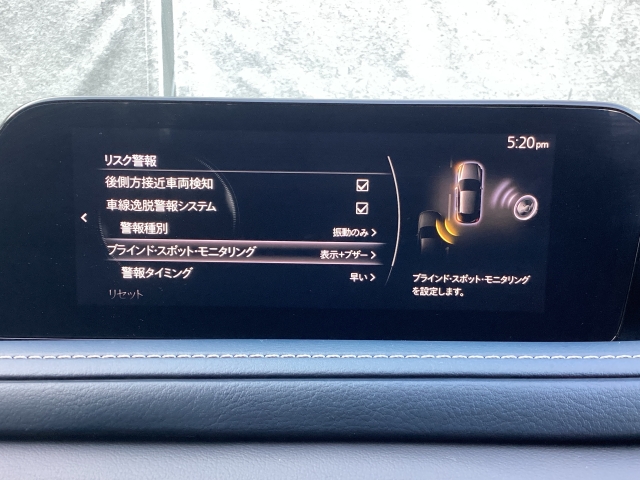 5:20pm
リスク警報
後側方接近車両検知
車線逸脱警報システム
警報種別 振動のみ
ブラインド・スポット・モニタリング 表示+ブザー
警報タイミング 早い
リセット
ブラインド・スポット・モニタリング
を設定します。